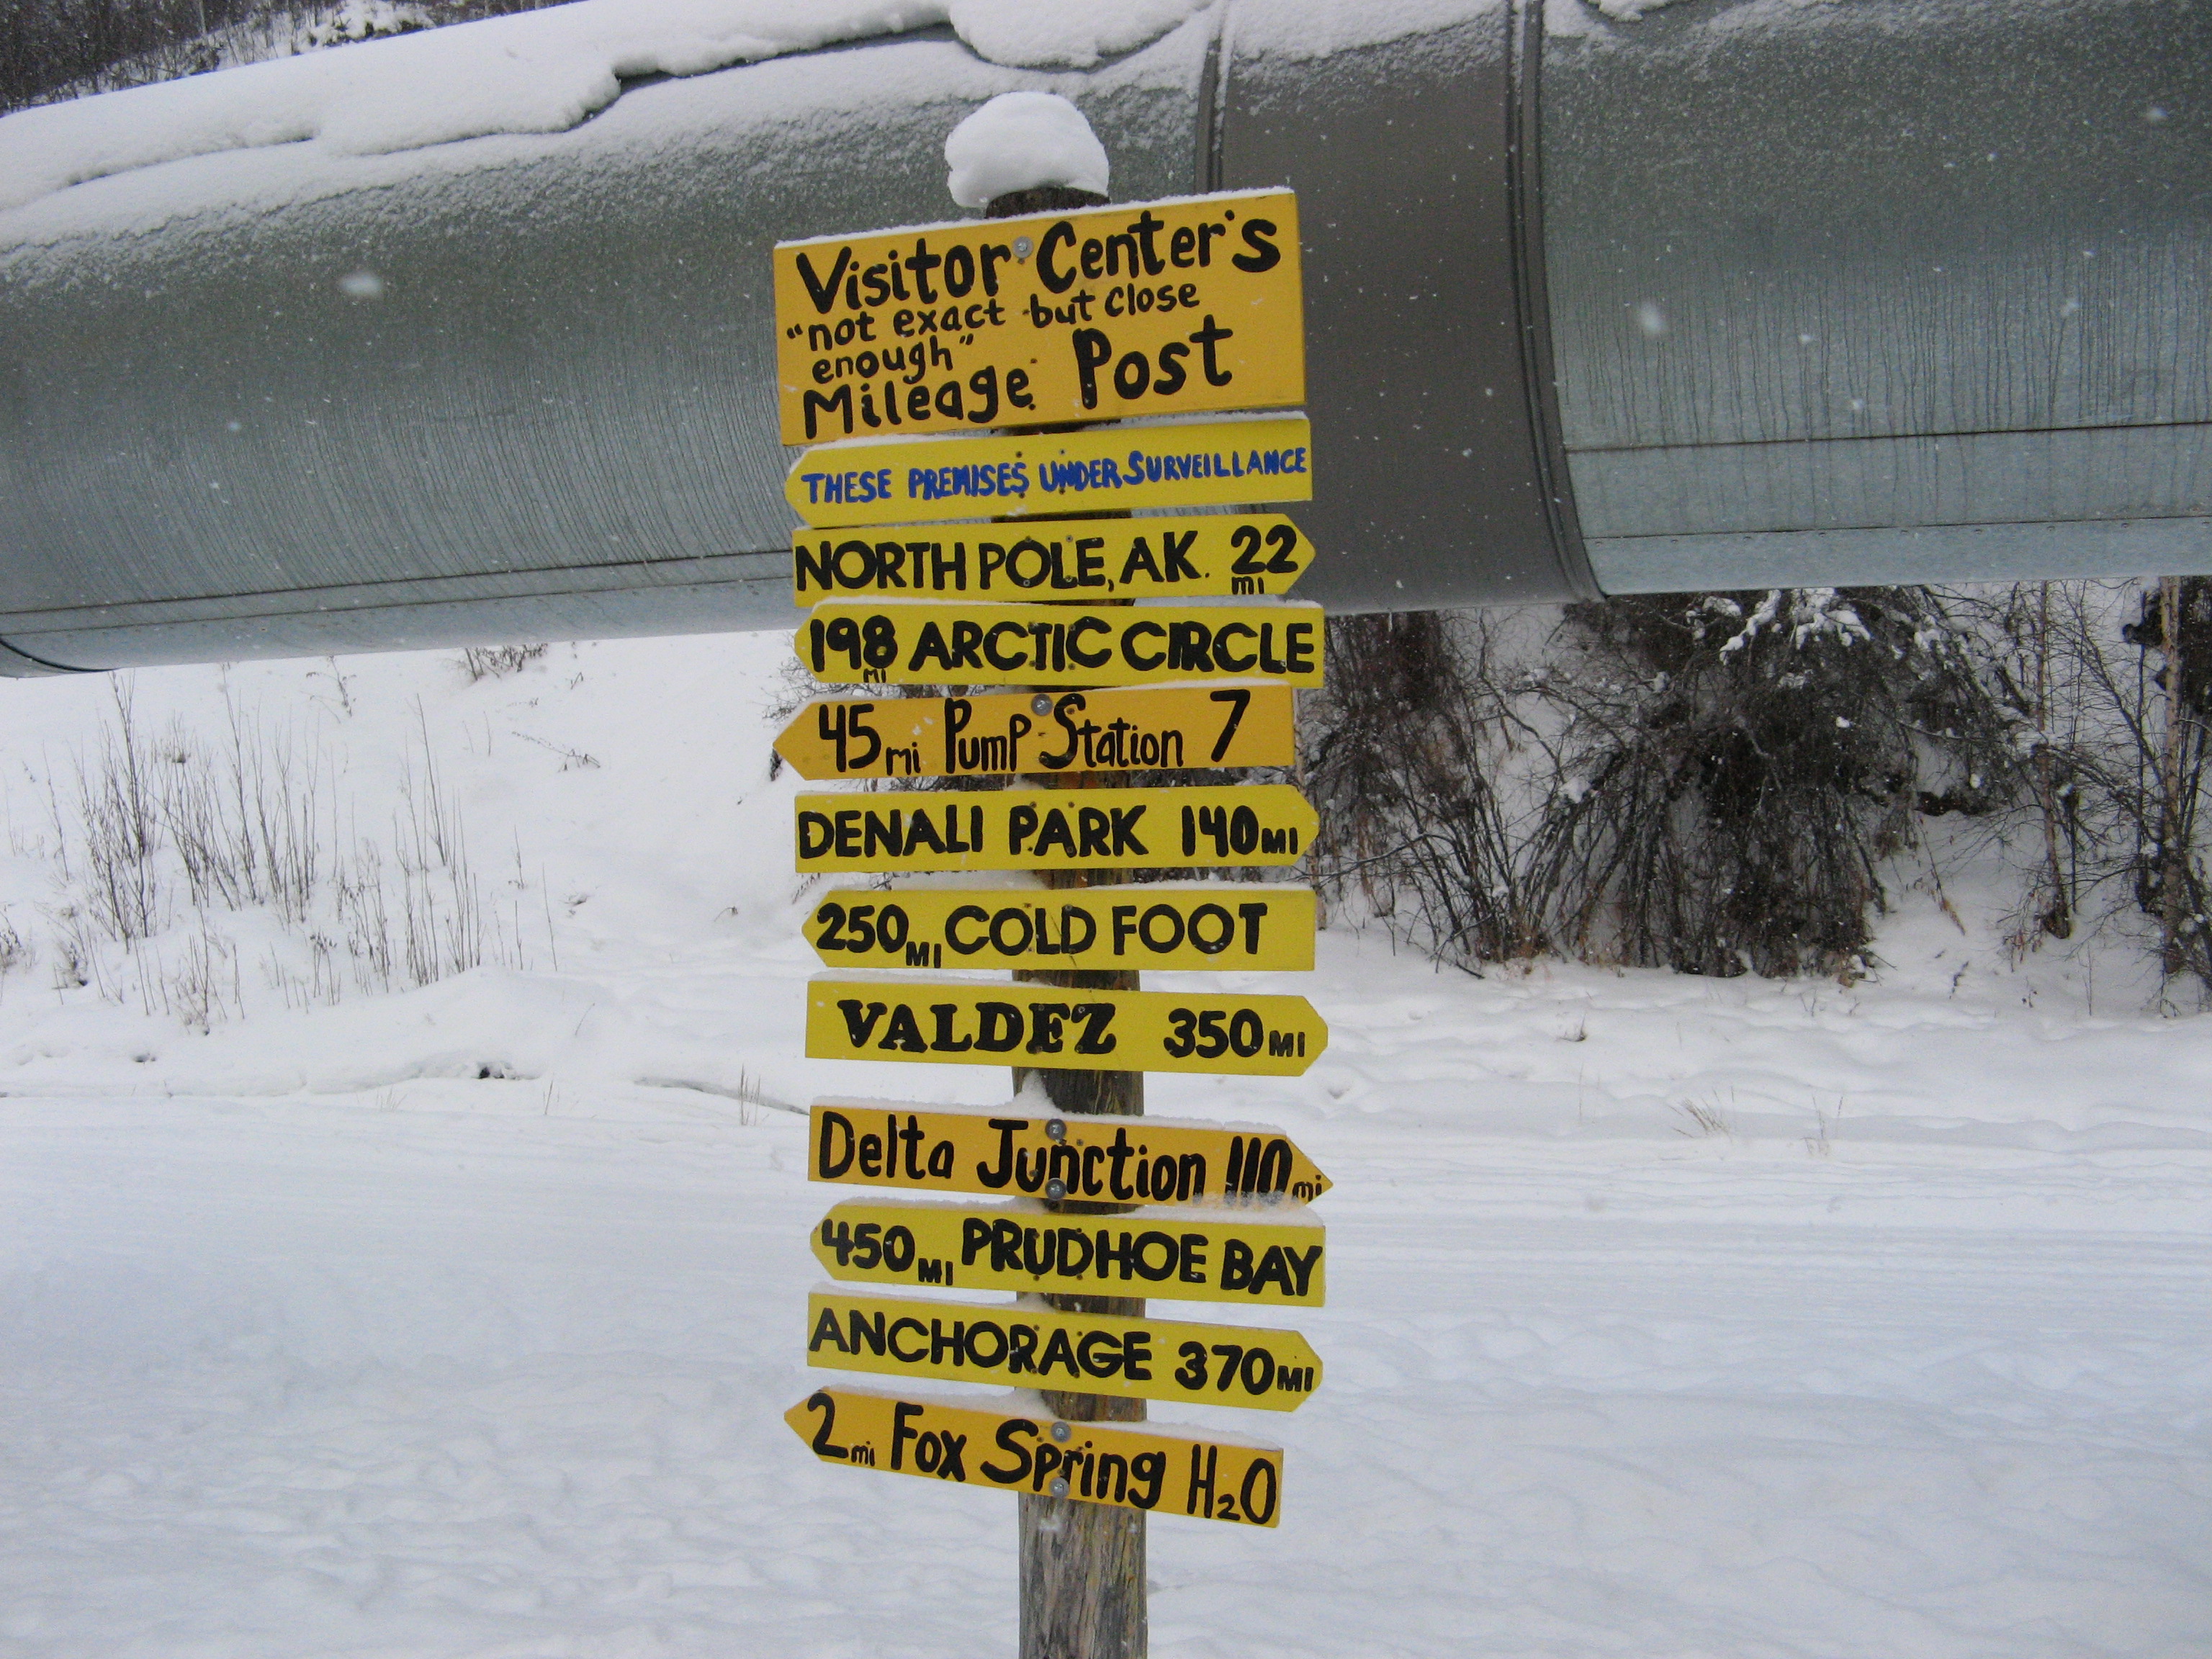 Visitor Center's
"not exact but close
enough"
Mileage Post
THESE PREMISES UNDER SURVEILLANCE
NORTH POLE, AK. 22 mi
198 MI ARCTIC CIRCLE
45 mi Pump Station 7
DENALI PARK 140 MI
250 MI COLD FOOT
VALDEZ 350 MI
Delta Junction 110 mi
450 MI PRUDHOE BAY
ANCHORAGE 370 MI
2 mi Fox Spring H₂O